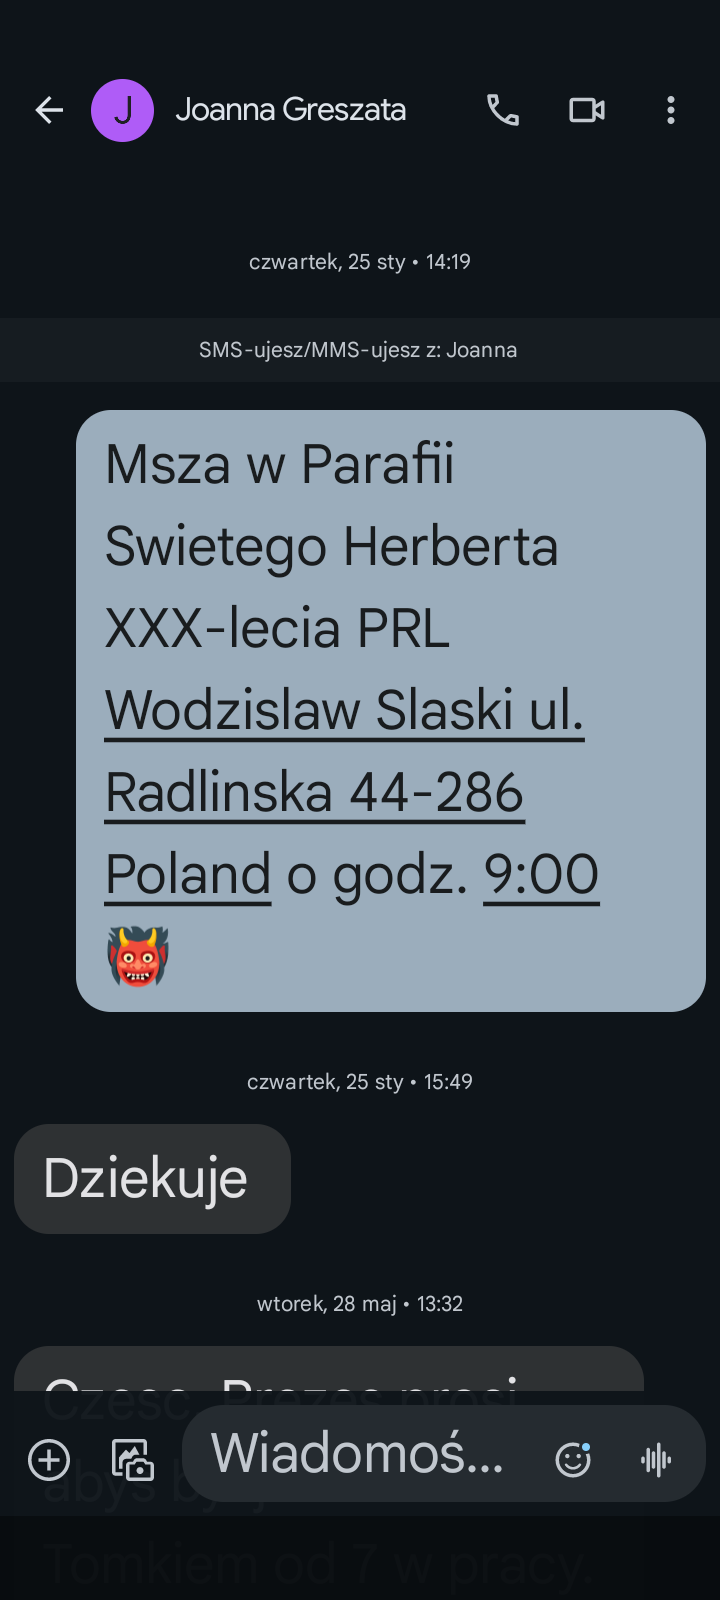 J Joanna Greszata
czwartek, 25 sty • 14:19
SMS-ujesz/MMS-ujesz z: Joanna
Msza w Parafii
Swietego Herberta
XXX-lecia PRL
Wodzislaw Slaski ul.
Radlinska 44-286
Poland o godz. 9:00
👹
czwartek, 25 sty • 15:49
Dziekuje
wtorek, 28 maj • 13:32
Czesc. Prezes prosi
Wiadomoś...
abys
Tomkiem od 7 w pracy.